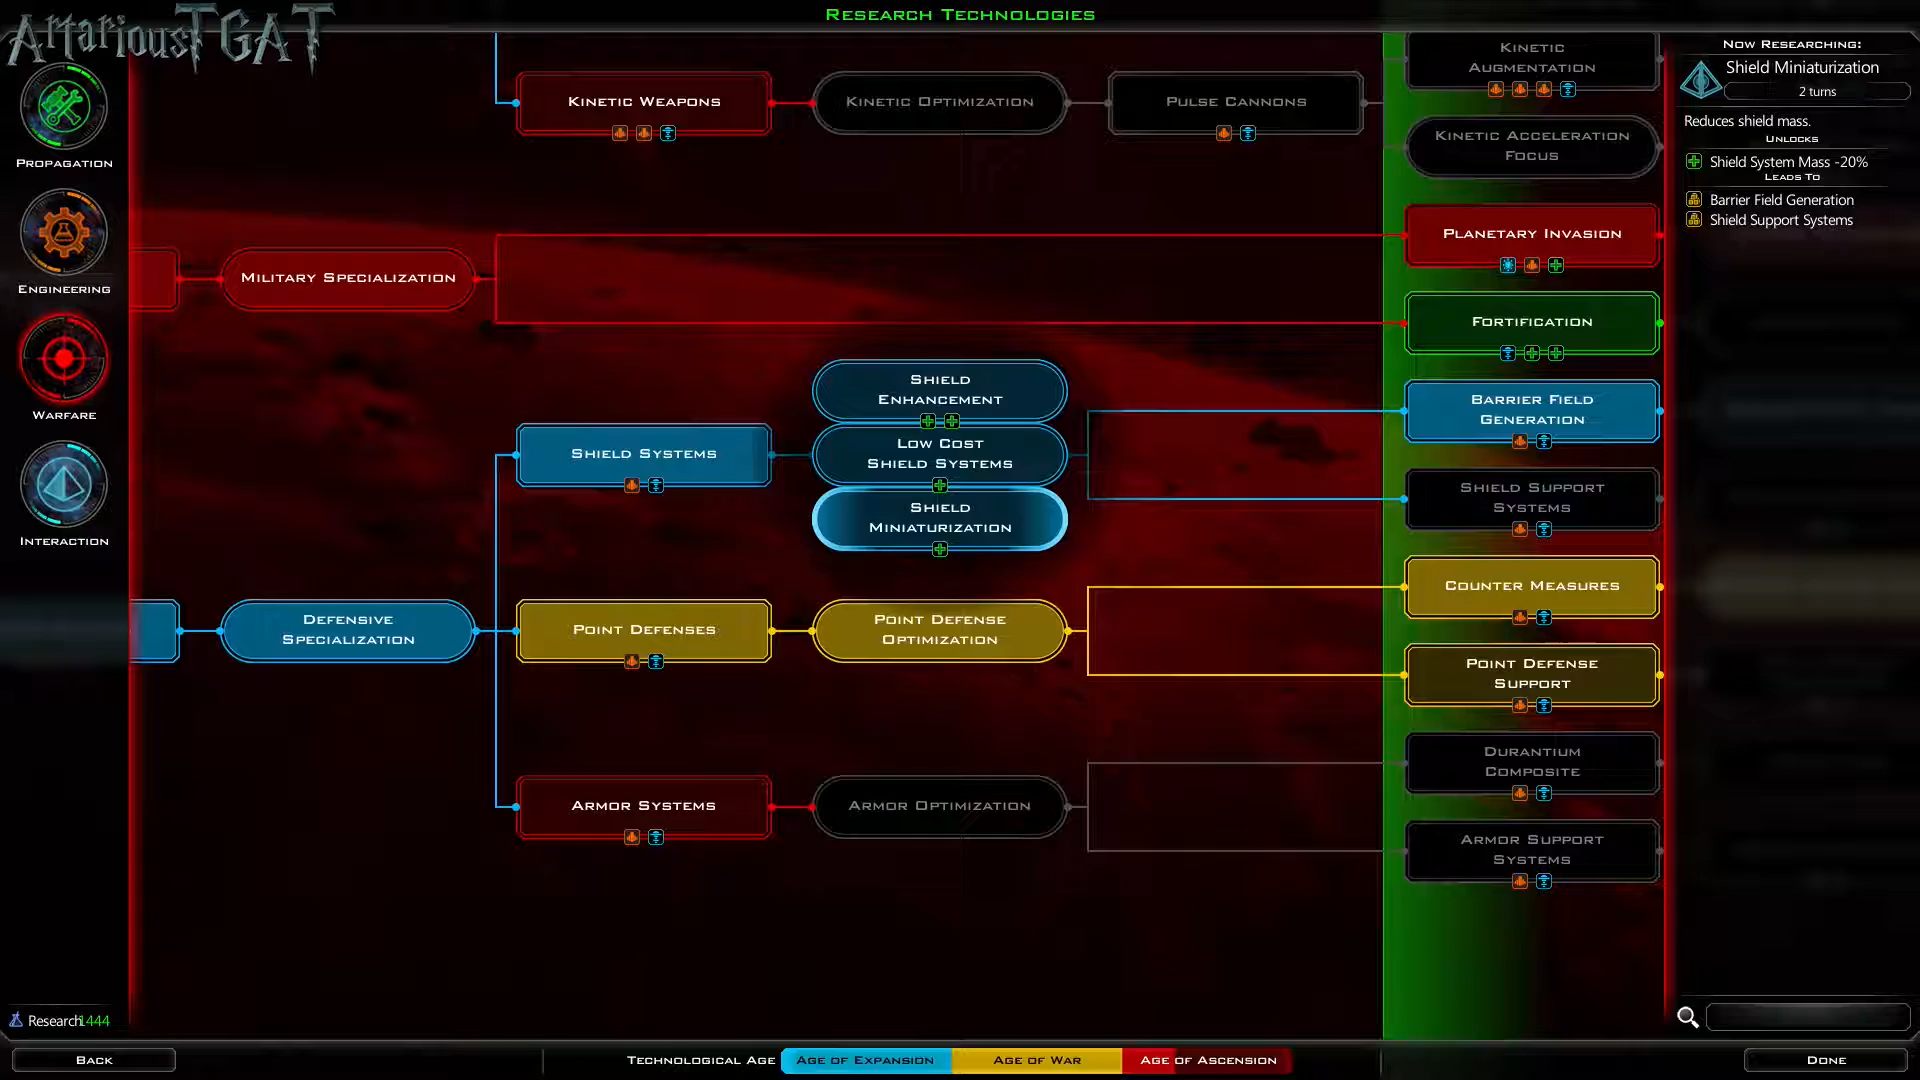 ArtariousTGAT
Research Technologies
Propagation
Engineering
Warfare
Interaction
Kinetic Weapons
Kinetic Optimization
Pulse Cannons
Kinetic
Augmentation
Kinetic Acceleration
Focus
Military Specialization
Planetary Invasion
Fortification
Shield
Enhancement
Shield Systems
Low Cost
Shield Systems
Shield
Miniaturization
Barrier Field
Generation
Shield Support
Systems
Defensive
Specialization
Point Defenses
Point Defense
Optimization
Counter Measures
Point Defense
Support
Armor Systems
Armor Optimization
Durantium
Composite
Armor Support
Systems
Now Researching:
Shield Miniaturization
2 turns
Reduces shield mass.
Unlocks
Shield System Mass -20%
Leads To
Barrier Field Generation
Shield Support Systems
Research 1444
Back
Technological Age
Age of Expansion
Age of War
Age of Ascension
Done